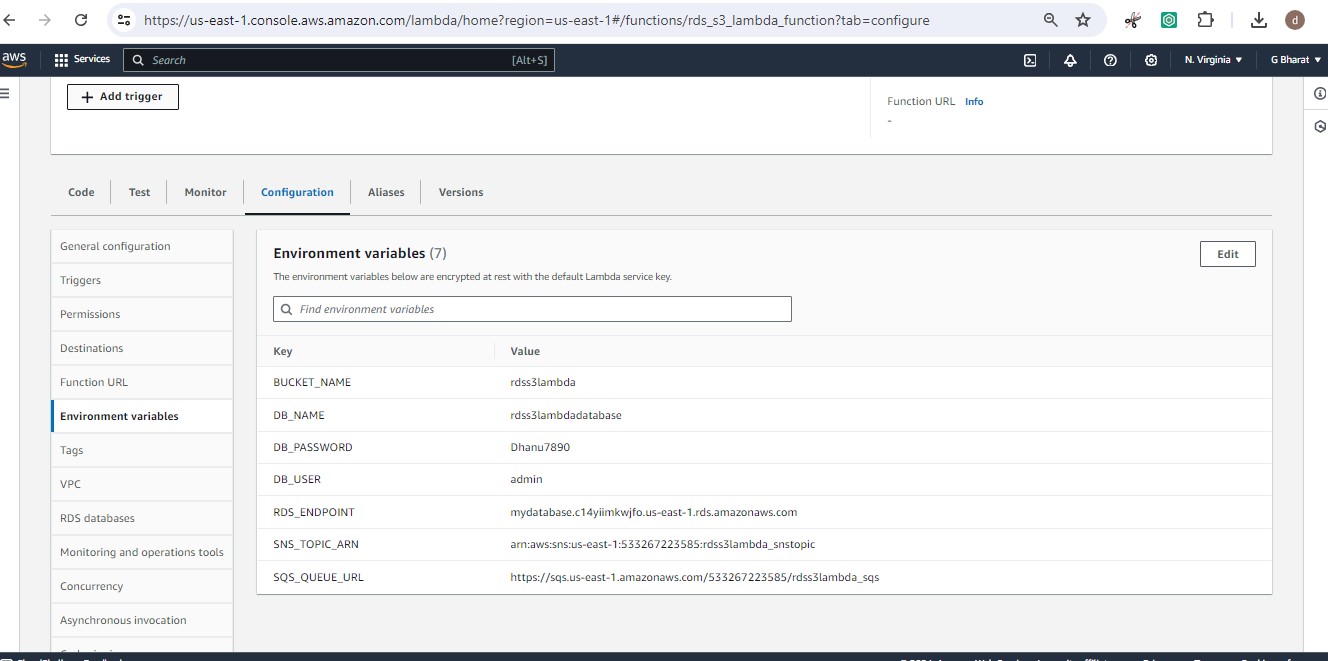 https://us-east-1.console.aws.amazon.com/lambda/home?region=us-east-1#/functions/rds_s3_lambda_function?tab=configure
d
aws Services Search [Alt+S] N. Virginia ▼ G Bharat ▼
+ Add trigger
Function URL Info
-
Code Test Monitor Configuration Aliases Versions
General configuration
Triggers
Permissions
Destinations
Function URL
Environment variables
Tags
VPC
RDS databases
Monitoring and operations tools
Concurrency
Asynchronous invocation
Environment variables (7)
Edit
The environment variables below are encrypted at rest with the default Lambda service key.
Find environment variables
Key Value
BUCKET_NAME rdss3lambda
DB_NAME rdss3lambdadatabase
DB_PASSWORD Dhanu7890
DB_USER admin
RDS_ENDPOINT mydatabase.c14yiimkwjfo.us-east-1.rds.amazonaws.com
SNS_TOPIC_ARN arn:aws:sns:us-east-1:533267223585:rdss3lambda_snstopic
SQS_QUEUE_URL https://sqs.us-east-1.amazonaws.com/533267223585/rdss3lambda_sqs